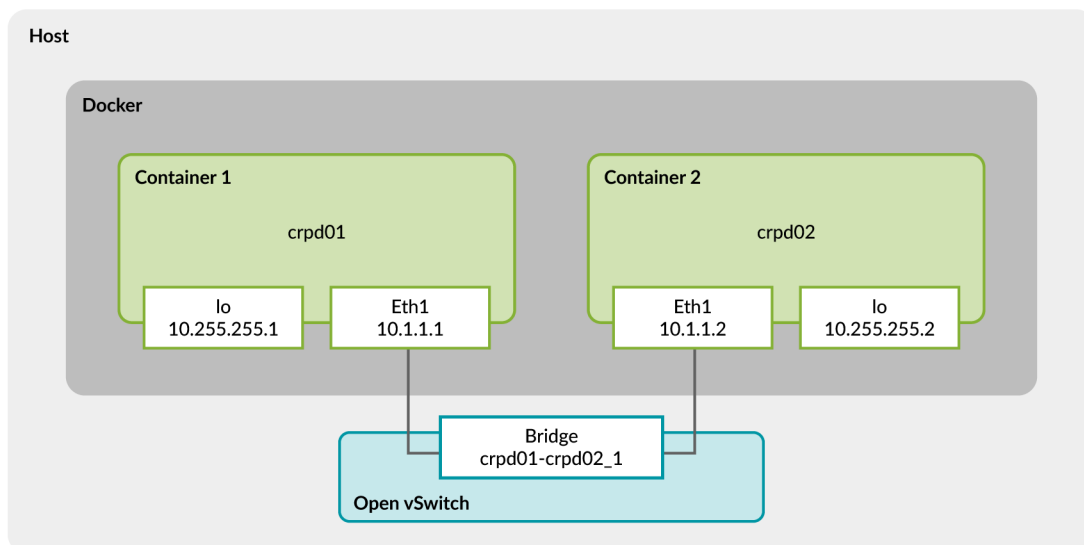 Host
Docker
Container 1
crpd01
lo
10.255.255.1
Eth1
10.1.1.1
Container 2
crpd02
Eth1
10.1.1.2
lo
10.255.255.2
Bridge
crpd01-crpd02_1
Open vSwitch